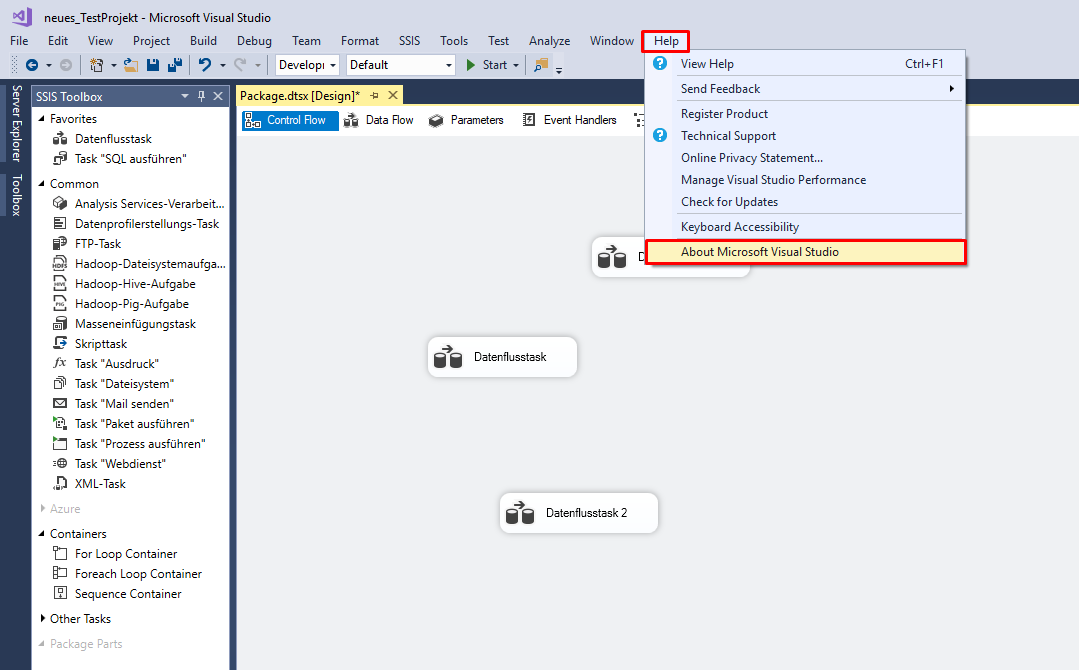 neues_TestProjekt - Microsoft Visual Studio
File Edit View Project Build Debug Team Format SSIS Tools Test Analyze Window Help
Developı Default Start
View Help Ctrl+F1
Send Feedback
Register Product
Technical Support
Online Privacy Statement...
Manage Visual Studio Performance
Check for Updates
Keyboard Accessibility
About Microsoft Visual Studio
Server Explorer
Toolbox
SSIS Toolbox
Favorites
Datenflusstask
Task "SQL ausführen"
Common
Analysis Services-Verarbeit...
Datenprofilerstellungs-Task
FTP-Task
Hadoop-Dateisystemaufga...
Hadoop-Hive-Aufgabe
Hadoop-Pig-Aufgabe
Masseneinfügungstask
Skripttask
Task "Ausdruck"
Task "Dateisystem"
Task "Mail senden"
Task "Paket ausführen"
Task "Prozess ausführen"
Task "Webdienst"
XML-Task
Azure
Containers
For Loop Container
Foreach Loop Container
Sequence Container
Other Tasks
Package Parts
Package.dtsx [Design]*
Control Flow Data Flow Parameters Event Handlers
Datenflusstask
Datenflusstask 2